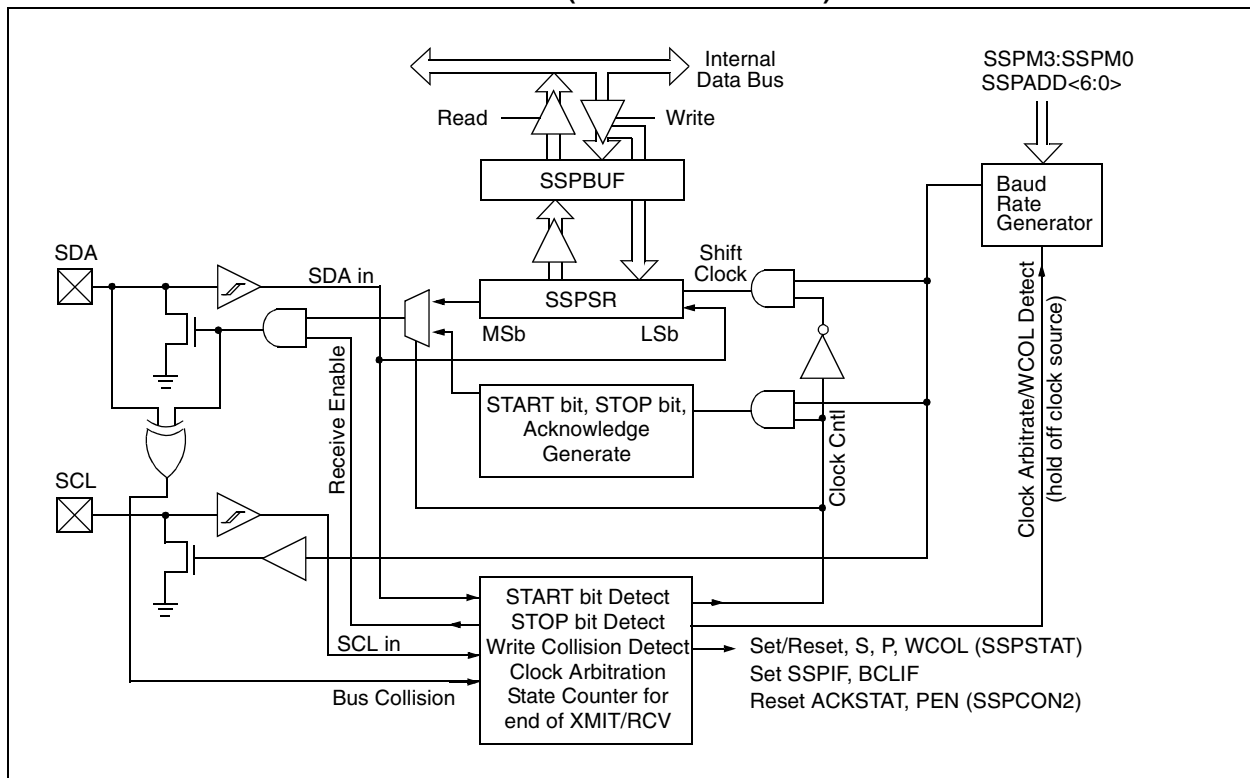 Internal
Data Bus
SSPM3:SSPM0
SSPADD<6:0>
Read
Write
SSPBUF
Baud
Rate
Generator
SDA
SDA in
Shift
Clock
SSPSR
MSb
LSb
Receive Enable
START bit, STOP bit,
Acknowledge
Generate
Clock Cntl
Clock Arbitrate/WCOL Detect
(hold off clock source)
SCL
SCL in
Bus Collision
START bit Detect
STOP bit Detect
Write Collision Detect
Clock Arbitration
State Counter for
end of XMIT/RCV
Set/Reset, S, P, WCOL (SSPSTAT)
Set SSPIF, BCLIF
Reset ACKSTAT, PEN (SSPCON2)